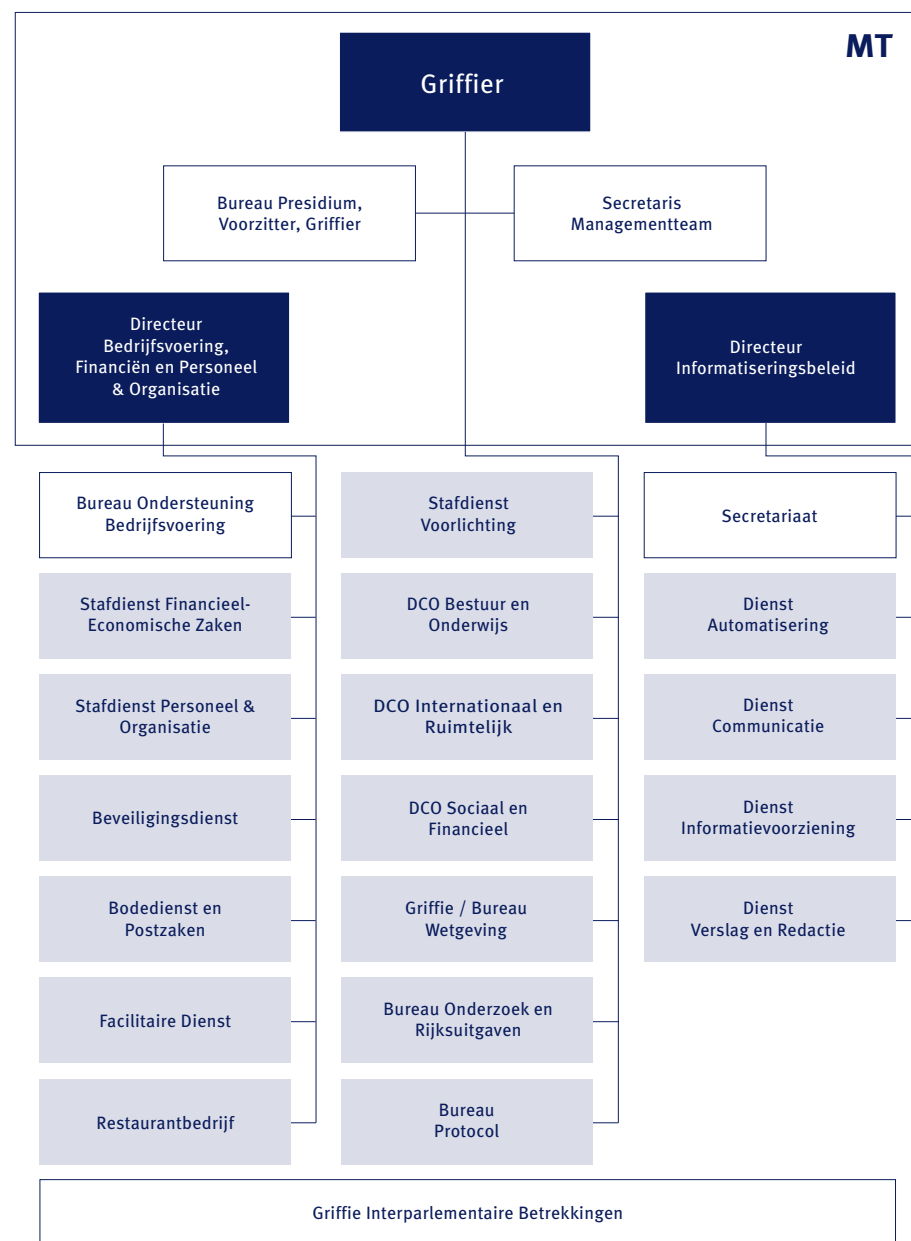 MT
Griffier
Bureau Presidium,
Voorzitter, Griffier
Secretaris
Managementteam
Directeur
Bedrijfsvoering,
Financiën en Personeel
& Organisatie
Directeur
Informatiseringsbeleid
Bureau Ondersteuning
Bedrijfsvoering
Stafdienst Financieel-
Economische Zaken
Stafdienst Personeel &
Organisatie
Beveiligingsdienst
Bodedienst en
Postzaken
Facilitaire Dienst
Restaurantbedrijf
Stafdienst
Voorlichting
DCO Bestuur en
Onderwijs
DCO Internationaal en
Ruimtelijk
DCO Sociaal en
Financieel
Griffie / Bureau
Wetgeving
Bureau Onderzoek en
Rijksuitgaven
Bureau
Protocol
Secretariaat
Dienst
Automatisering
Dienst
Communicatie
Dienst
Informatievoorziening
Dienst
Verslag en Redactie
Griffie Interparlementaire Betrekkingen